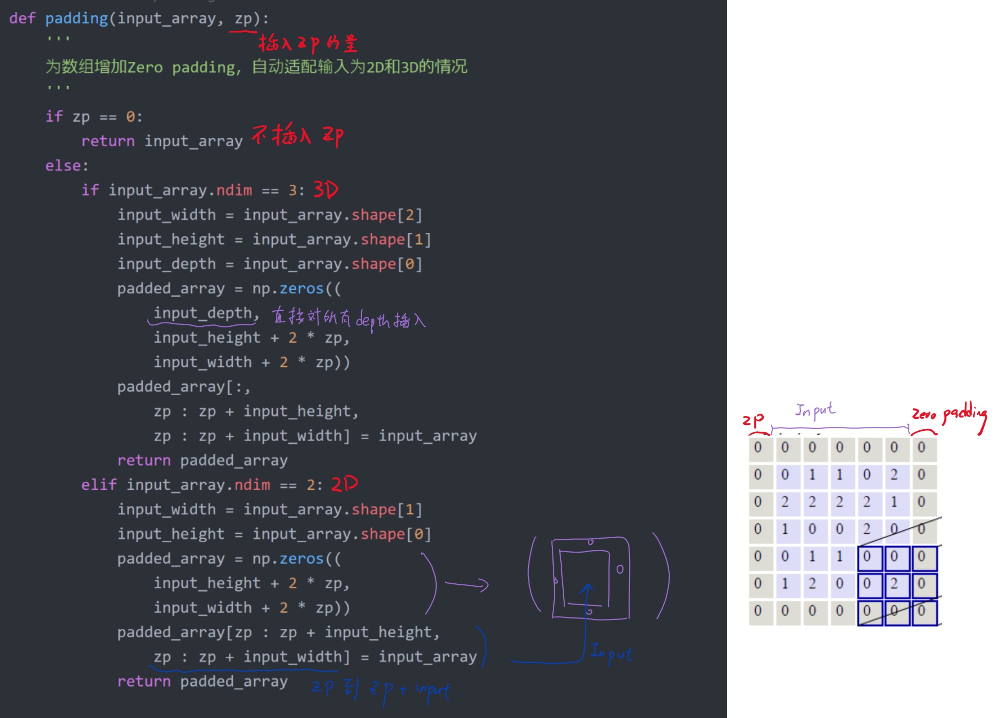 def padding(input_array, zp):
'''
插入zp的量
为数组增加Zero padding, 自动适配输入为2D和3D的情况
'''
if zp == 0:
return input_array 不插入 zp
else:
if input_array.ndim == 3: 3D
input_width = input_array.shape[2]
input_height = input_array.shape[1]
input_depth = input_array.shape[0]
padded_array = np.zeros((
input_depth, 直接对所有depth插入
input_height + 2 * zp,
input_width + 2 * zp))
padded_array[:,
zp : zp + input_height,
zp : zp + input_width] = input_array
return padded_array
elif input_array.ndim == 2: 2D
input_width = input_array.shape[1]
input_height = input_array.shape[0]
padded_array = np.zeros((
input_height + 2 * zp,
input_width + 2 * zp))
padded_array[zp : zp + input_height,
zp : zp + input_width] = input_array
return padded_array zp 到 zp + input
0
0 0
0
Input
zp Input zero padding
0 0 0 0 0 0 0
0 0 1 1 0 2 0
0 2 2 2 2 1 0
0 1 0 0 2 0 0
0 0 1 1 0 0 0
0 1 2 0 0 2 0
0 0 0 0 0 0 0